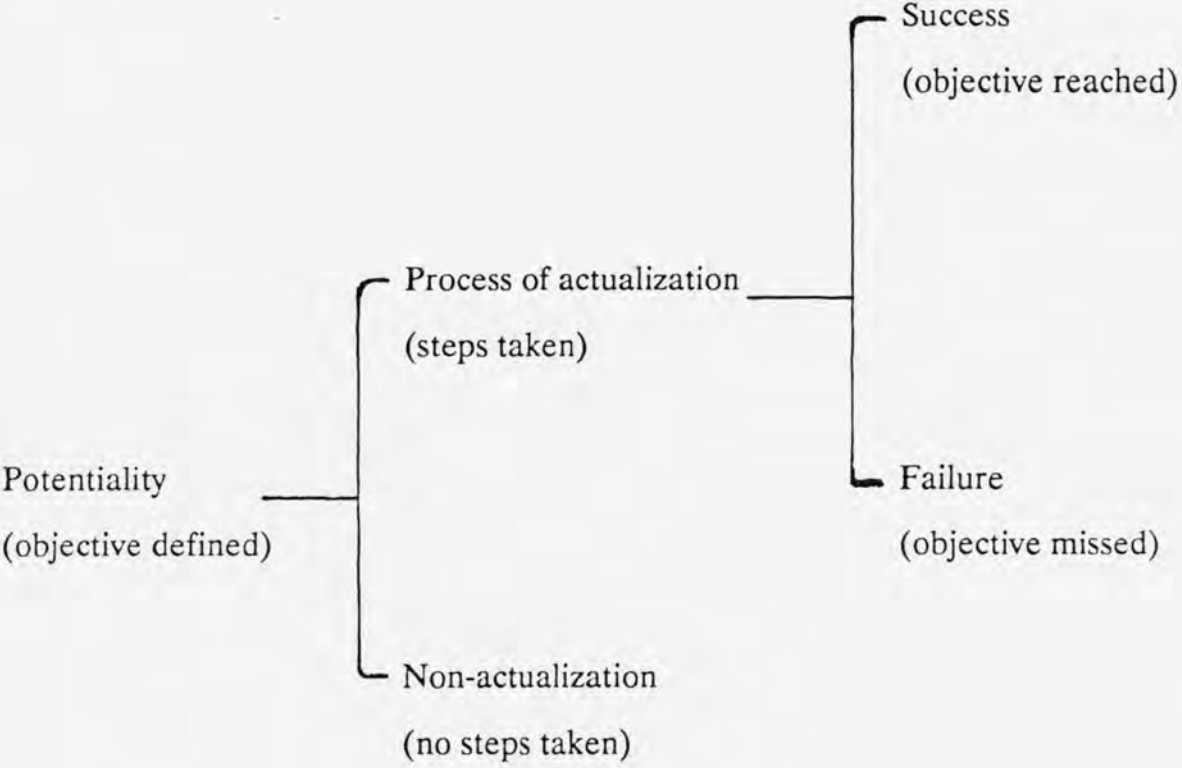 Success
(objective reached)
Process of actualization
(steps taken)
Potentiality
(objective defined)
Failure
(objective missed)
Non-actualization
(no steps taken)